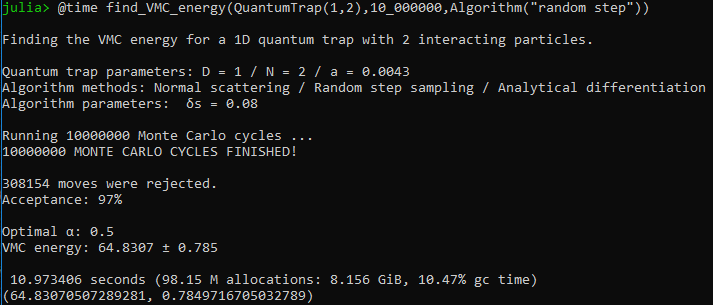 julia> @time find_VMC_energy(QuantumTrap(1,2),10_000000,Algorithm("random step"))
Finding the VMC energy for a 1D quantum trap with 2 interacting particles.
Quantum trap parameters: D = 1 / N = 2 / a = 0.0043
Algorithm methods: Normal scattering / Random step sampling / Analytical differentiation
Algorithm parameters:  δs = 0.08
Running 10000000 Monte Carlo cycles ...
10000000 MONTE CARLO CYCLES FINISHED!
308154 moves were rejected.
Acceptance: 97%
Optimal α: 0.5
VMC energy: 64.8307 ± 0.785
10.973406 seconds (98.15 M allocations: 8.156 GiB, 10.47% gc time)
(64.83070507289281, 0.7849716705032789)